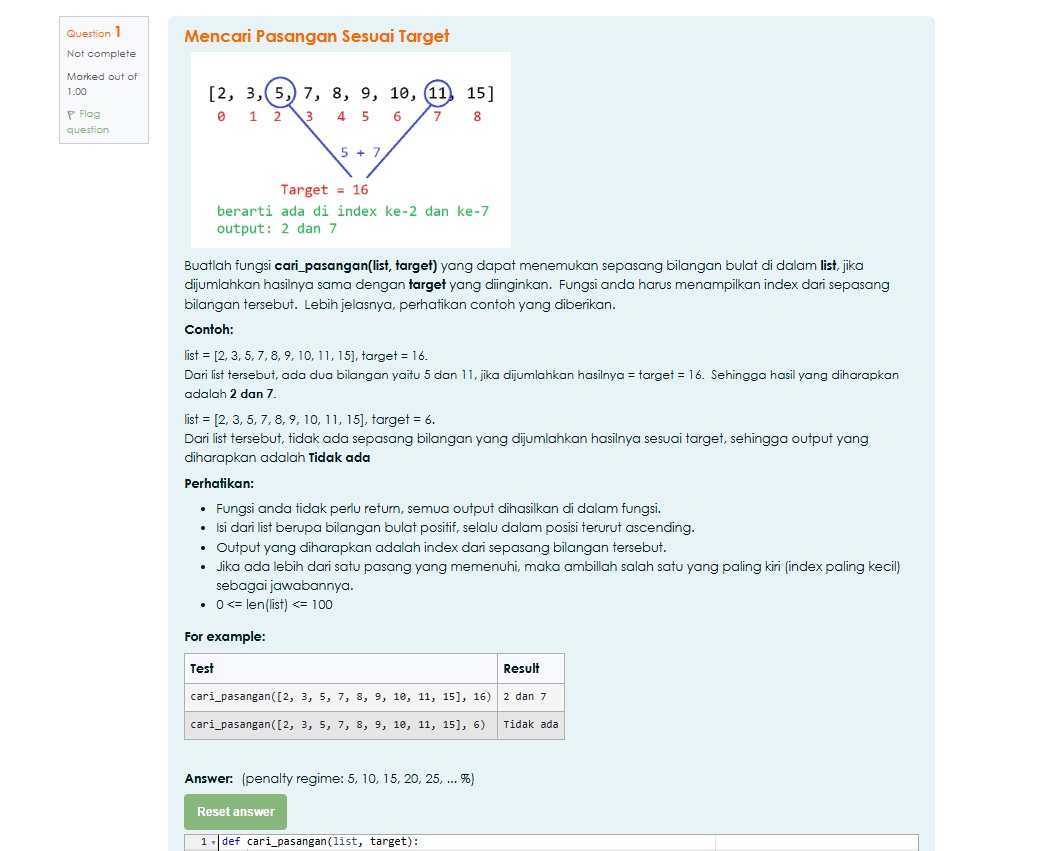 Question 1
Not complete
Marked out of
1.00
Flag
question
Mencari Pasangan Sesuai Target
[2, 3, 5, 7, 8, 9, 10, 11, 15]
0 1 2 3 4 5 6 7 8
5 + 7
Target = 16
berarti ada di index ke-2 dan ke-7
output: 2 dan 7
Buatlah fungsi cari_pasangan(list, target) yang dapat menemukan sepasang bilangan bulat di dalam list, jika
dijumlahkan hasilnya sama dengan target yang diinginkan. Fungsi anda harus menampilkan index dari sepasang
bilangan tersebut. Lebih jelasnya, perhatikan contoh yang diberikan.
Contoh:
list = [2, 3, 5, 7, 8, 9, 10, 11, 15], target = 16.
Dari list tersebut, ada dua bilangan yaitu 5 dan 11, jika dijumlahkan hasilnya = target = 16. Sehingga hasil yang diharapkan
adalah 2 dan 7.
list = [2, 3, 5, 7, 8, 9, 10, 11, 15], target = 6.
Dari list tersebut, tidak ada sepasang bilangan yang dijumlahkan hasilnya sesuai target, sehingga output yang
diharapkan adalah Tidak ada
Perhatikan:
• Fungsi anda tidak perlu return, semua output dihasilkan di dalam fungsi.
• Isi dari list berupa bilangan bulat positif, selalu dalam posisi terurut ascending.
• Output yang diharapkan adalah index dari sepasang bilangan tersebut.
• Jika ada lebih dari satu pasang yang memenuhi, maka ambillah salah satu yang paling kiri (index paling kecil)
sebagai jawabannya.
• 0 <= len(list) <= 100
For example:
Test Result
cari_pasangan([2, 3, 5, 7, 8, 9, 10, 11, 15], 16) 2 dan 7
cari_pasangan([2, 3, 5, 7, 8, 9, 10, 11, 15], 6) Tidak ada
Answer: (penalty regime: 5, 10, 15, 20, 25, ... %)
Reset answer
1 def cari_pasangan(list, target):